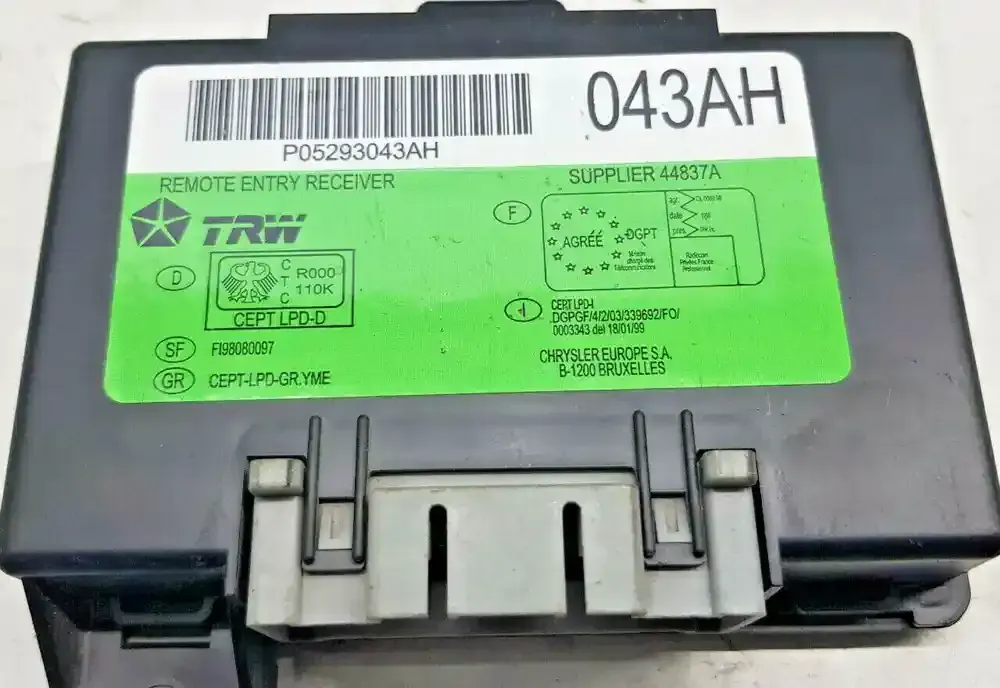 043AH
P05293043AH
REMOTE ENTRY RECEIVER
SUPPLIER 44837A
TRW
F
AGRÉÉ
DGPT
D
C
T
C
R000
110K
CEPT LPD-D
CERT LPD-I
DGPGF/4/2/03/339692/FO/
0003343 del 18/01/99
SF
FI98080097
CHRYSLER EUROPE S.A.
B-1200 BRUXELLES
GR
CEPT-LPD-GR.YME